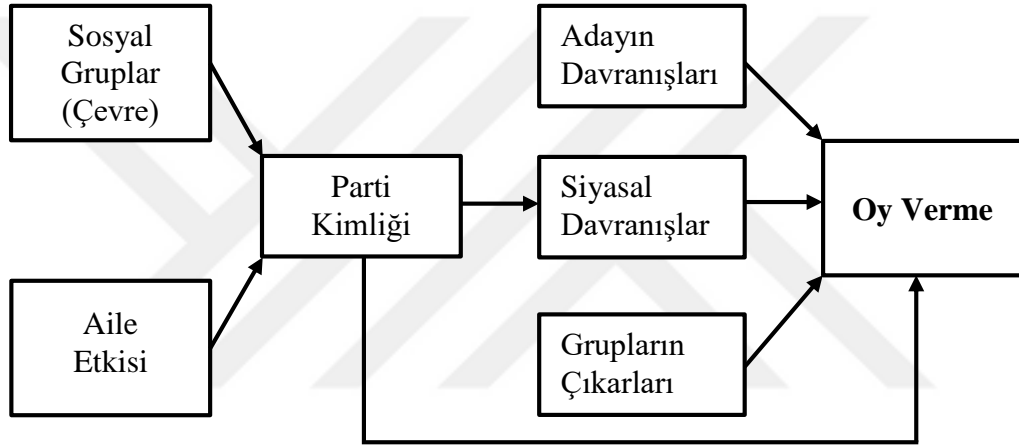 Sosyal
Gruplar
(Çevre)
Aile
Etkisi
Parti
Kimliği
Adayın
Davranışları
Siyasal
Davranışlar
Grupların
Çıkarları
Oy Verme